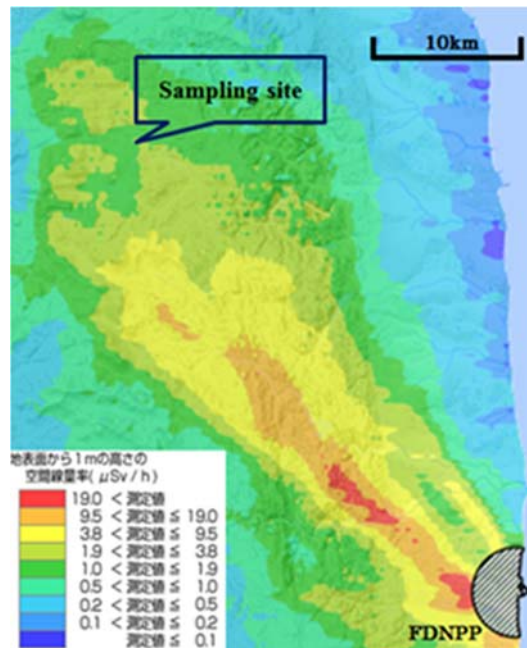 10km
Sampling site
地表面から1mの高さの
空間線量率(μSv/h)
19.0 < 測定値
9.5 < 測定値 ≦ 19.0
3.8 < 測定値 ≦ 9.5
1.9 < 測定値 ≦ 3.8
1.0 < 測定値 ≦ 1.9
0.5 < 測定値 ≦ 1.0
0.2 < 測定値 ≦ 0.5
0.1 < 測定値 ≦ 0.2
測定値 ≦ 0.1
FDNPP